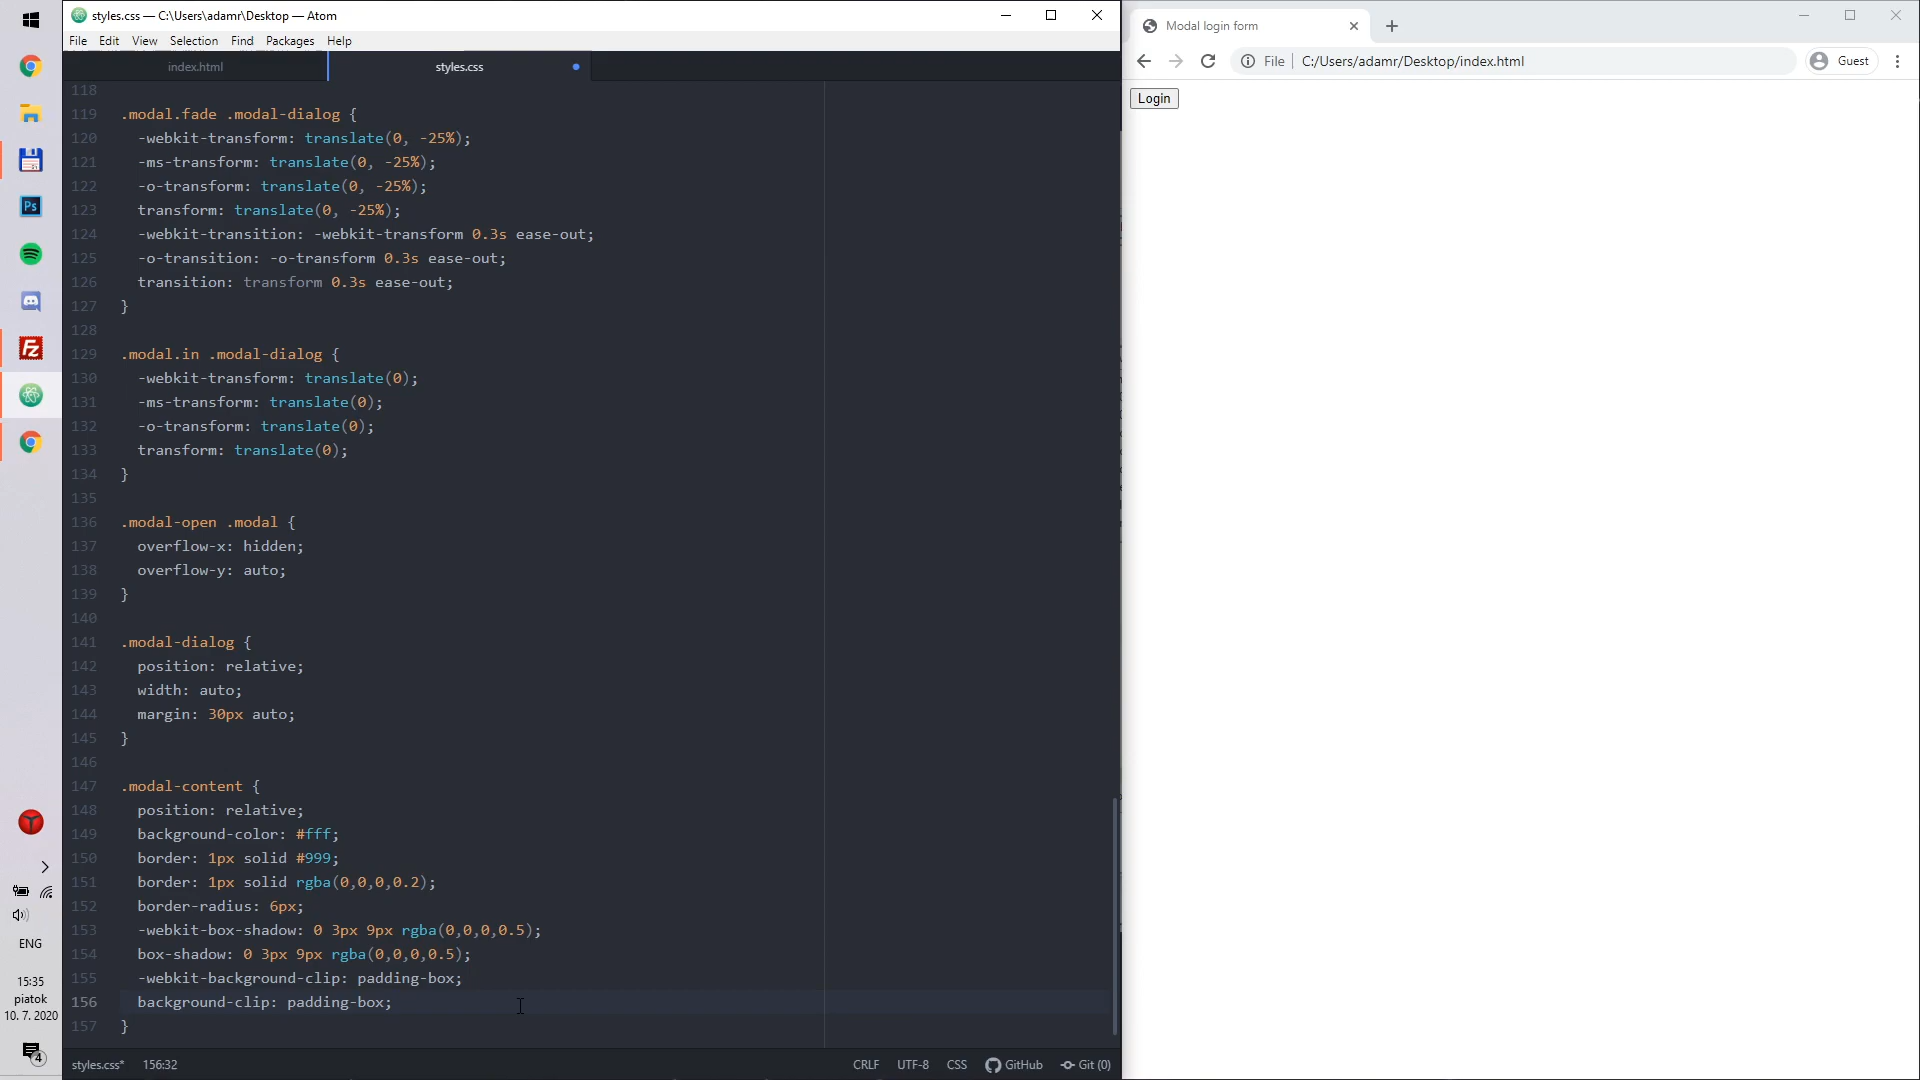 styles.css — C:\Users\adamr\Desktop — Atom
File Edit View Selection Find Packages Help
index.html styles.css
118
119 .modal.fade .modal-dialog {
120 -webkit-transform: translate(0, -25%);
121 -ms-transform: translate(0, -25%);
122 -o-transform: translate(0, -25%);
123 transform: translate(0, -25%);
124 -webkit-transition: -webkit-transform 0.3s ease-out;
125 -o-transition: -o-transform 0.3s ease-out;
126 transition: transform 0.3s ease-out;
127 }
128
129 .modal.in .modal-dialog {
130 -webkit-transform: translate(0);
131 -ms-transform: translate(0);
132 -o-transform: translate(0);
133 transform: translate(0);
134 }
135
136 .modal-open .modal {
137 overflow-x: hidden;
138 overflow-y: auto;
139 }
140
141 .modal-dialog {
142 position: relative;
143 width: auto;
144 margin: 30px auto;
145 }
146
147 .modal-content {
148 position: relative;
149 background-color: #fff;
150 border: 1px solid #999;
151 border: 1px solid rgba(0,0,0,0.2);
152 border-radius: 6px;
153 -webkit-box-shadow: 0 3px 9px rgba(0,0,0,0.5);
154 box-shadow: 0 3px 9px rgba(0,0,0,0.5);
155 -webkit-background-clip: padding-box;
156 background-clip: padding-box;
157 }
styles.css* 156:32 CRLF UTF-8 CSS GitHub Git (0)
Modal login form
File C:/Users/adamr/Desktop/index.html Guest
Login
Ps
Fz
ENG
15:35
piatok
10. 7. 2020
4